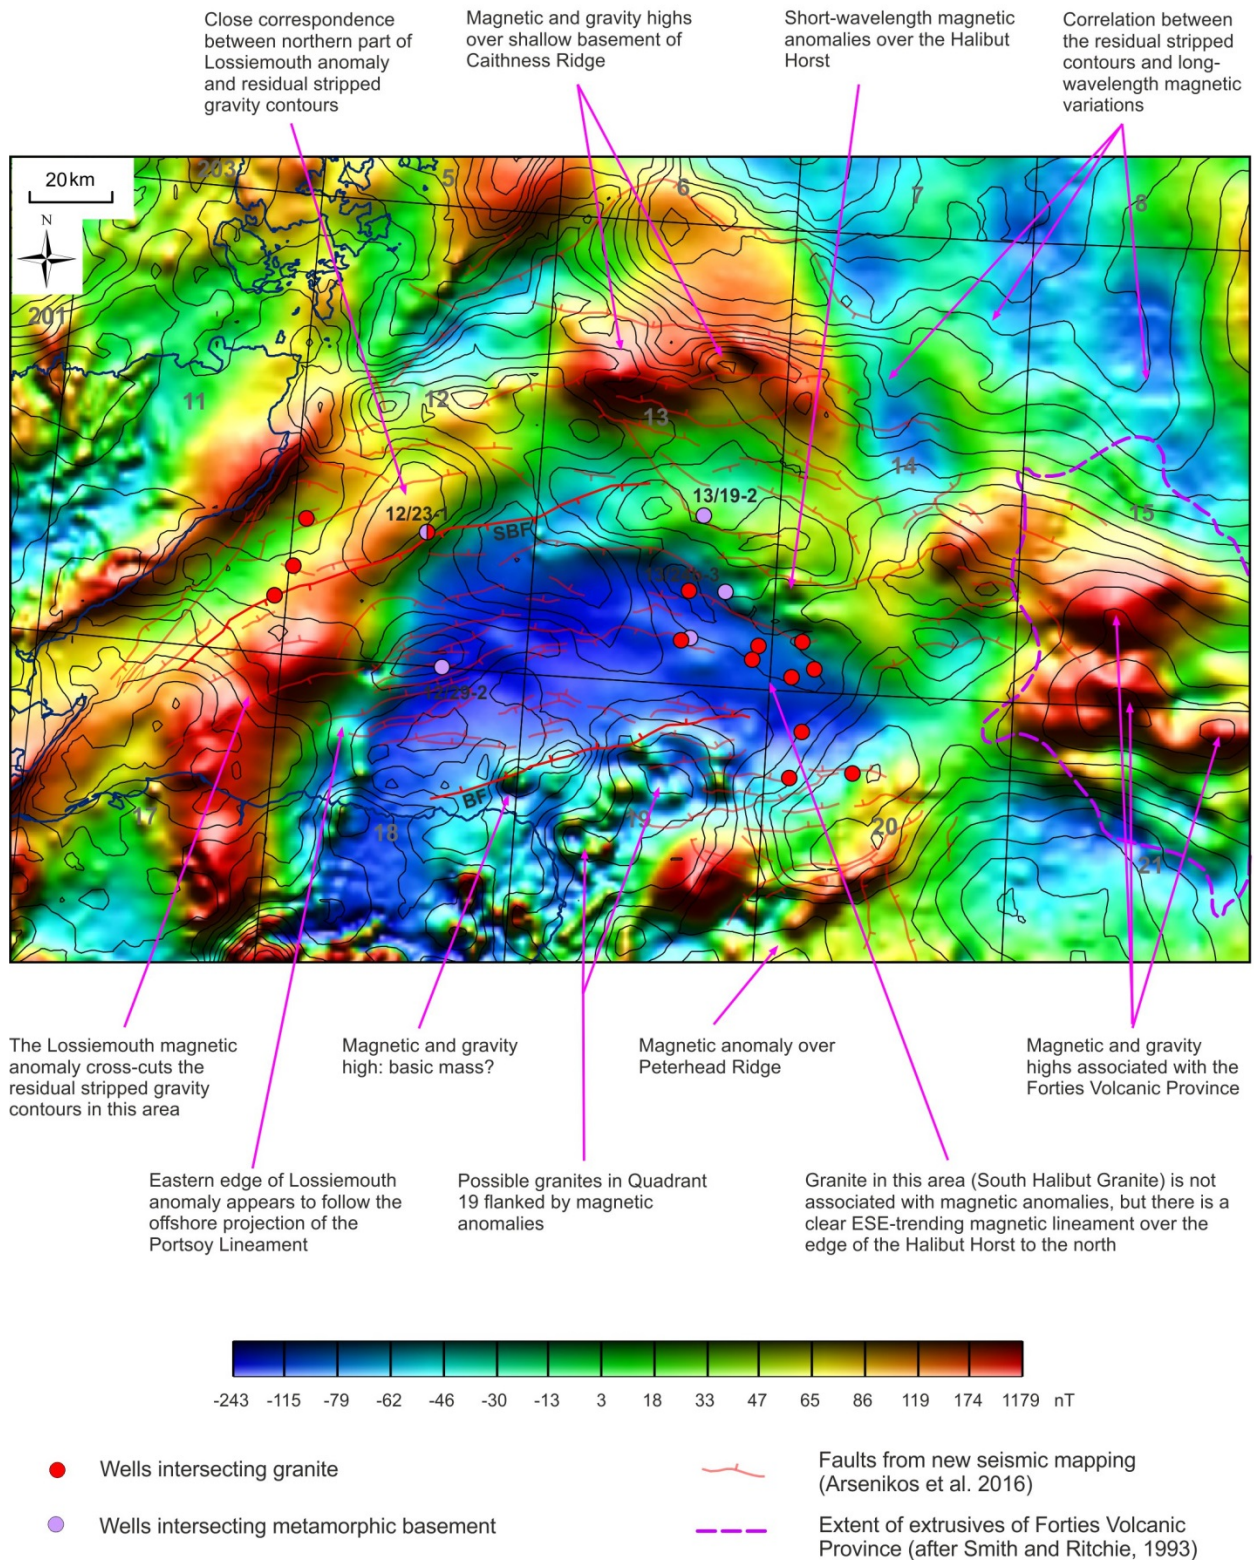 Close correspondence
between northern part of
Lossiemouth anomaly
and residual stripped
gravity contours
Magnetic and gravity highs
over shallow basement of
Caithness Ridge
Short-wavelength magnetic
anomalies over the Halibut
Horst
Correlation between
the residual stripped
contours and long-
wavelength magnetic
variations
20km
N
203
5
6
7
8
201
11
12
13
14
15
12/23-1
13/19-2
SBF
12/29-2
BF
17
18
19
20
21
The Lossiemouth magnetic
anomaly cross-cuts the
residual stripped gravity
contours in this area
Magnetic and gravity
high: basic mass?
Magnetic anomaly over
Peterhead Ridge
Magnetic and gravity
highs associated with the
Forties Volcanic Province
Eastern edge of Lossiemouth
anomaly appears to follow the
offshore projection of the
Portsoy Lineament
Possible granites in Quadrant
19 flanked by magnetic
anomalies
Granite in this area (South Halibut Granite) is not
associated with magnetic anomalies, but there is a
clear ESE-trending magnetic lineament over the
edge of the Halibut Horst to the north
-243 -115 -79 -62 -46 -30 -13 3 18 33 47 65 86 119 174 1179 nT
Wells intersecting granite
Wells intersecting metamorphic basement
Faults from new seismic mapping
(Arsenikos et al. 2016)
Extent of extrusives of Forties Volcanic
Province (after Smith and Ritchie, 1993)